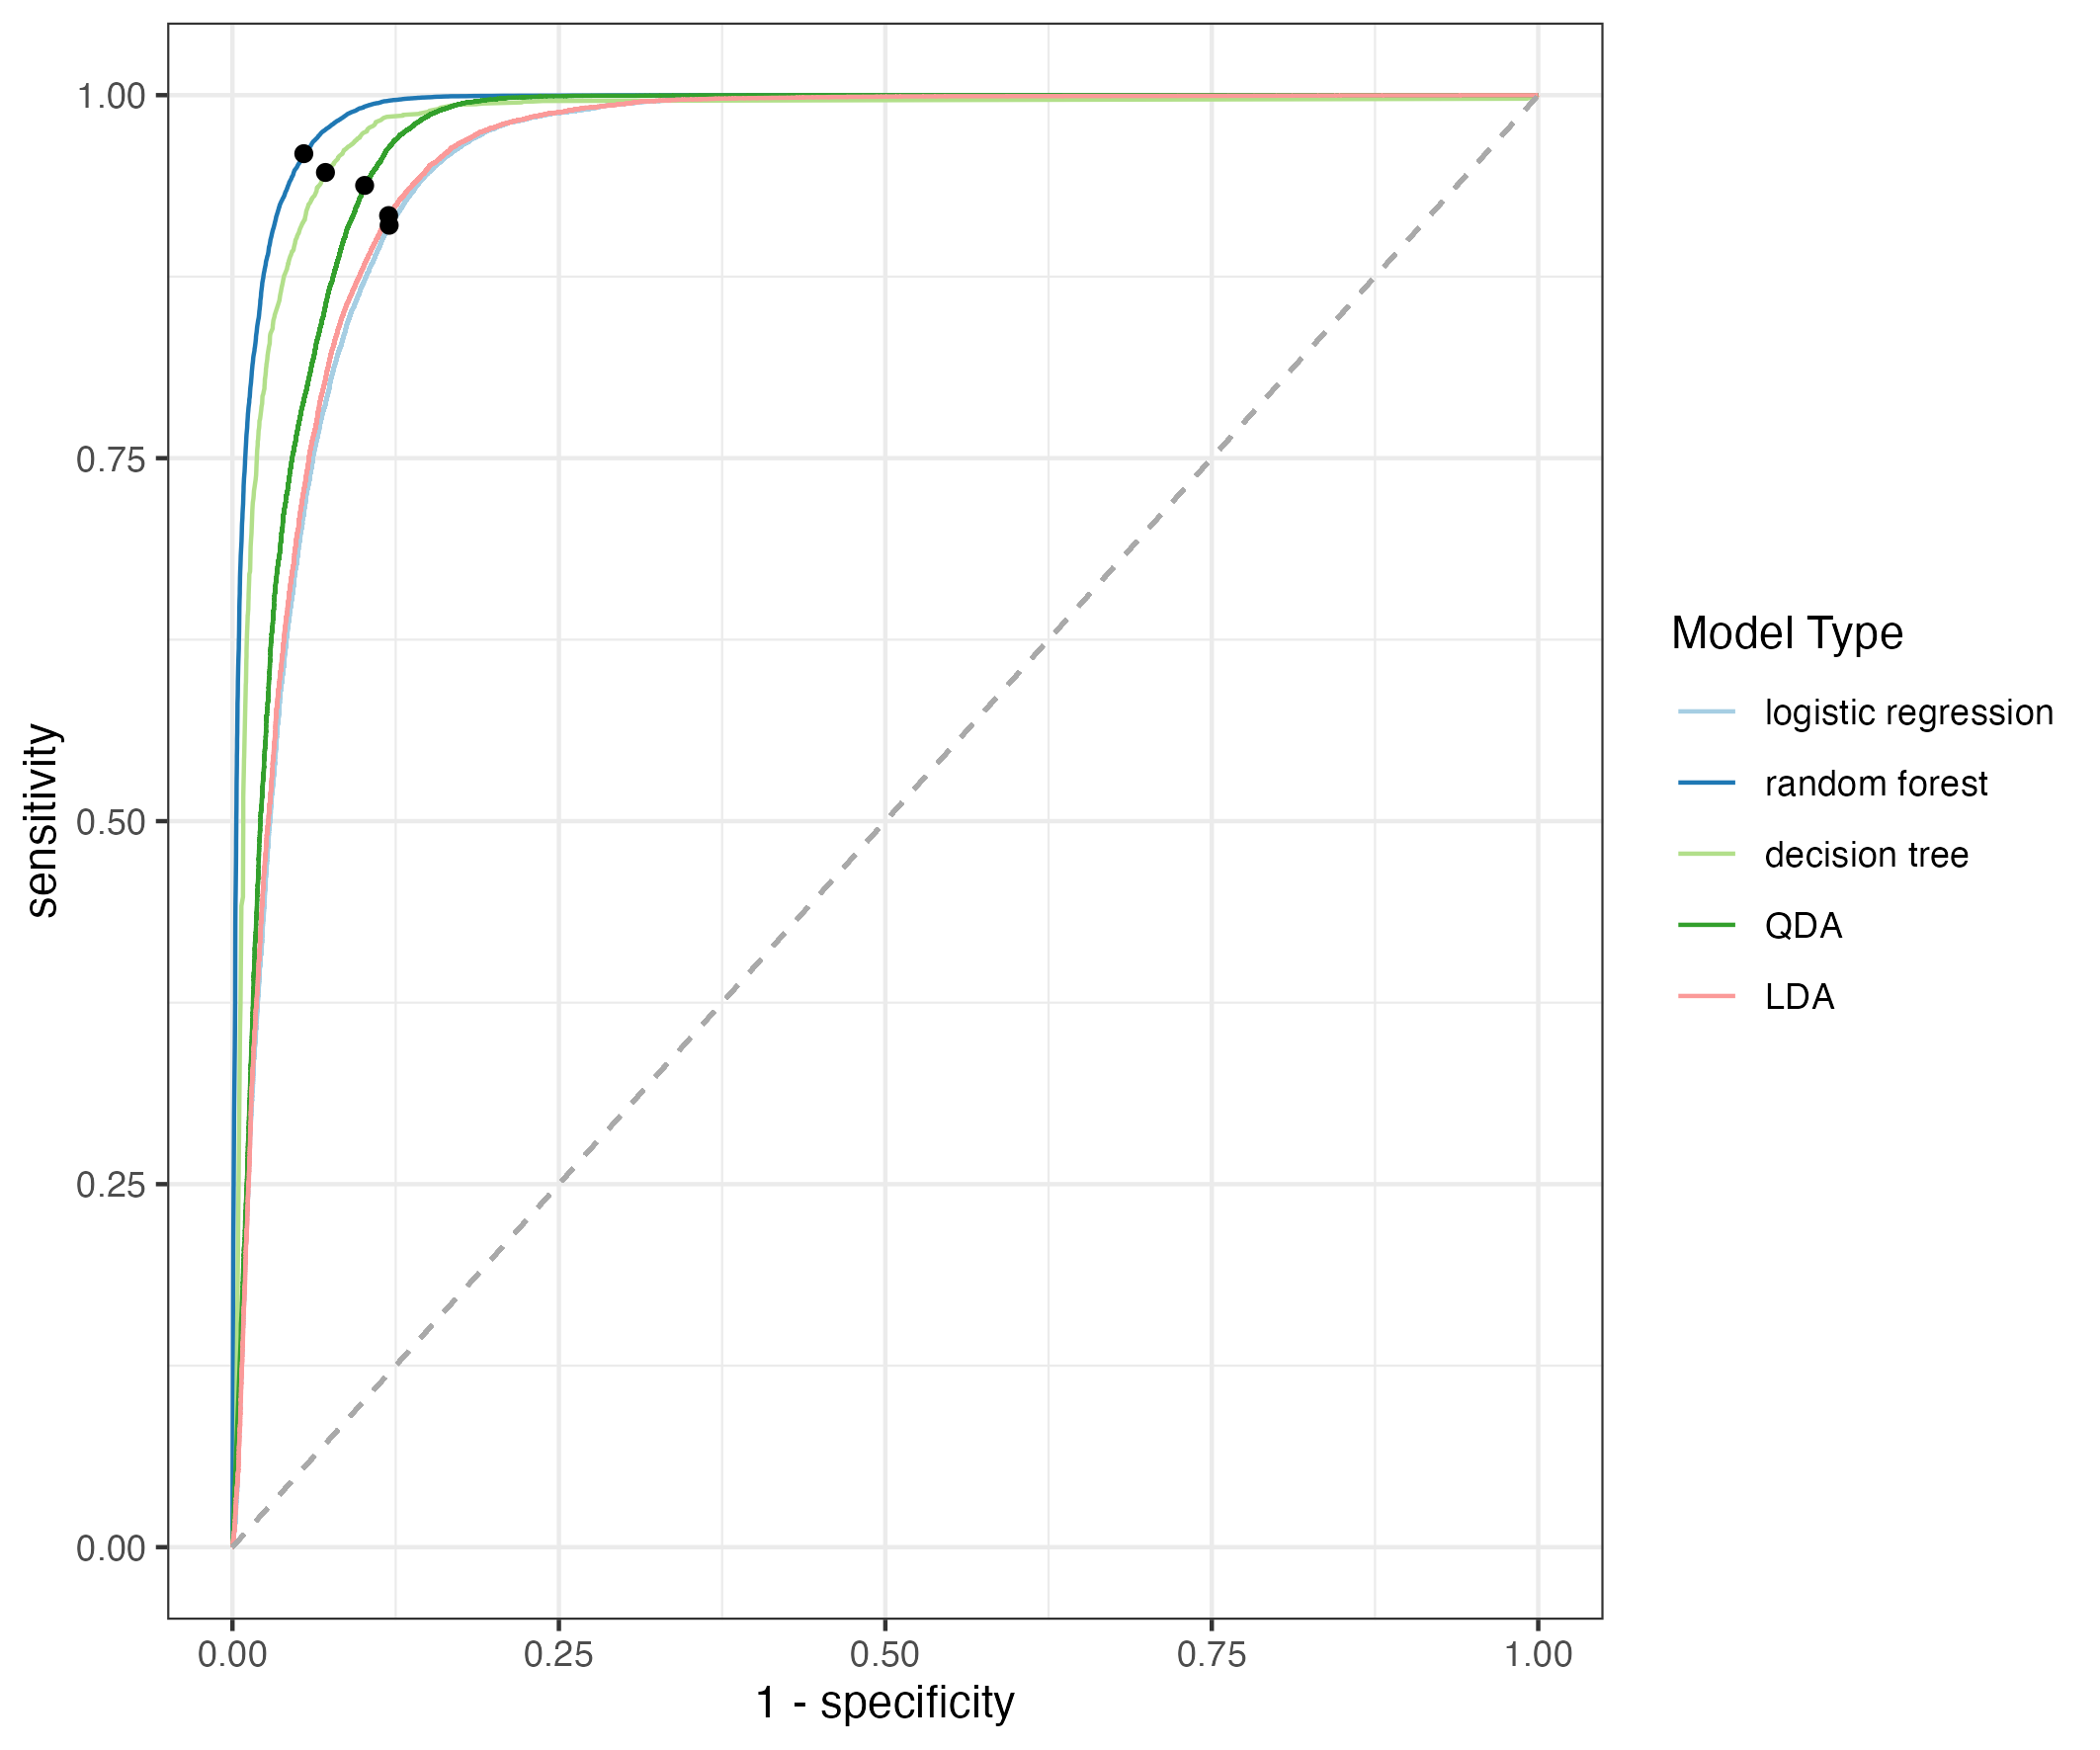 1.00
0.75
0.50
0.25
0.00
sensitivity
0.00 0.25 0.50 0.75 1.00
1 - specificity
Model Type
logistic regression
random forest
decision tree
QDA
LDA